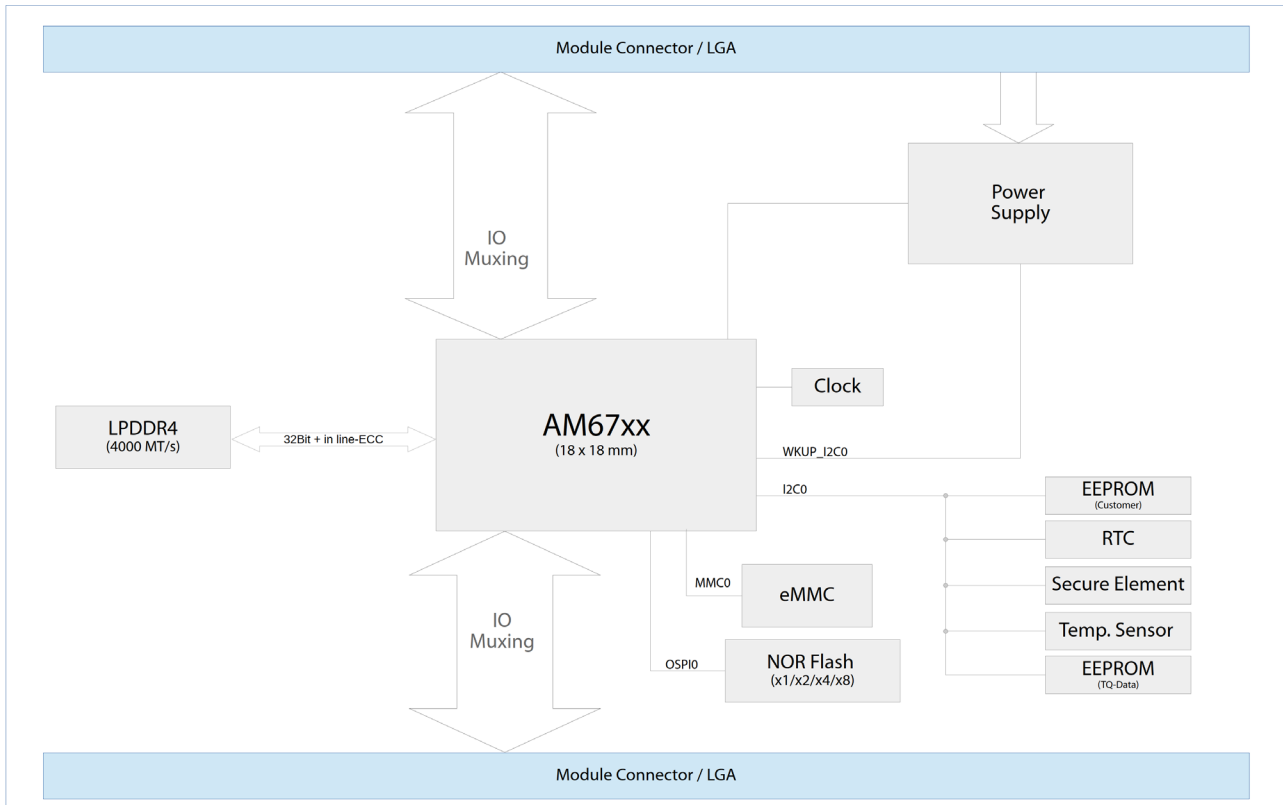 Module Connector / LGA
Power
Supply
IO
Muxing
Clock
LPDDR4
(4000 MT/s)
32Bit + in line-ECC
AM67xx
(18 x 18 mm)
WKUP_I2C0
I2C0
EEPROM
(Customer)
RTC
Secure Element
Temp. Sensor
EEPROM
(TQ-Data)
MMC0
eMMC
IO
Muxing
OSPI0
NOR Flash
(x1/x2/x4/x8)
Module Connector / LGA